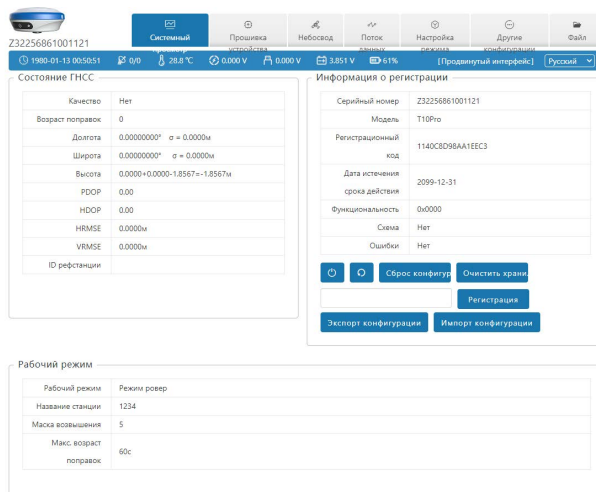 Z32256861001121
Системный
просмотр
Прошивка
устройства
Небосвод
Поток
данных
Настройка
режима
Другие
конфигурации
Файл
1980-01-13 00:50:51 0/0 28.8 ℃ 0.000 V 0.000 V 3.851 V 61% [Продвинутый интерфейс] Русский
Состояние ГНСС
Качество Нет
Возраст поправок 0
Долгота 0.00000000° σ = 0.0000м
Широта 0.00000000° σ = 0.0000м
Высота 0.0000+0.0000-1.8567=-1.8567м
PDOP 0.00
HDOP 0.00
HRMSE 0.0000м
VRMSE 0.0000м
ID рефстанции
Информация о регистрации
Серийный номер Z32256861001121
Модель T10Pro
Регистрационный
код
1140C8D98AA1EEC3
Дата истечения
срока действия
2099-12-31
Функциональность 0x0000
Схема Нет
Ошибки Нет
Сброс конфигур Очистить храни
Регистрация
Экспорт конфигурации Импорт конфигурации
Рабочий режим
Рабочий режим Режим ровер
Название станции 1234
Маска возвышения 5
Макс. возраст
поправок
60с